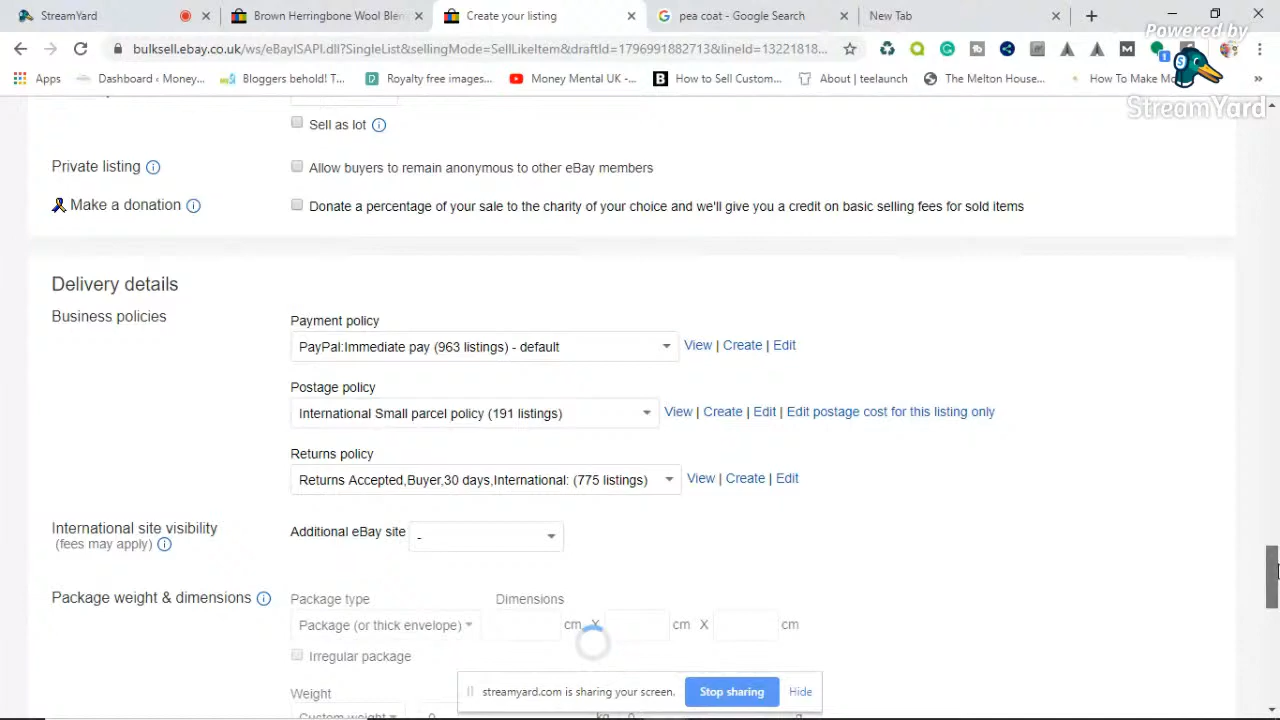 StreamYard
Brown Herringbone Wool Blen
Create your listing
pea coat - Google Search
New Tab
Powered by
bulksell.ebay.co.uk/ws/eBayISAPI.dll?SingleList&sellingMode=SellLikeItem&draftId=1796991882713&lineId=13221818...
Apps
Dashboard ‹ Money...
Bloggers behold! T...
Royalty free images...
Money Mental UK -...
How to Sell Custom...
About | teelaunch
The Melton House...
How To Make Mo
StreamYard
Sell as lot
Private listing
Allow buyers to remain anonymous to other eBay members
Make a donation
Donate a percentage of your sale to the charity of your choice and we'll give you a credit on basic selling fees for sold items
Delivery details
Business policies
Payment policy
PayPal:Immediate pay (963 listings) - default
View | Create | Edit
Postage policy
International Small parcel policy (191 listings)
View | Create | Edit | Edit postage cost for this listing only
Returns policy
Returns Accepted,Buyer,30 days,International: (775 listings)
View | Create | Edit
International site visibility
(fees may apply)
Additional eBay site
-
Package weight & dimensions
Package type
Dimensions
Package (or thick envelope)
cm X
cm X
cm
Irregular package
Weight
streamyard.com is sharing your screen.
Stop sharing
Hide
Custom weight